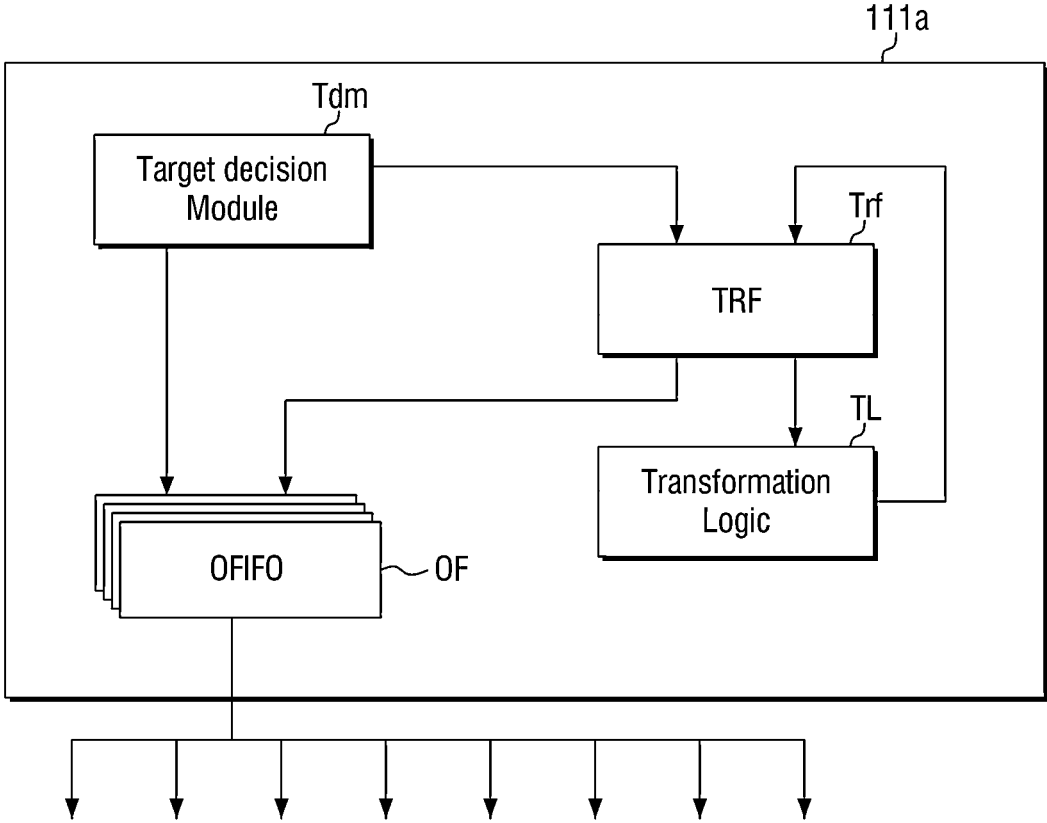 111a
Tdm
Target decision
Module
Trf
TRF
TL
Transformation
Logic
OFIFO
OF